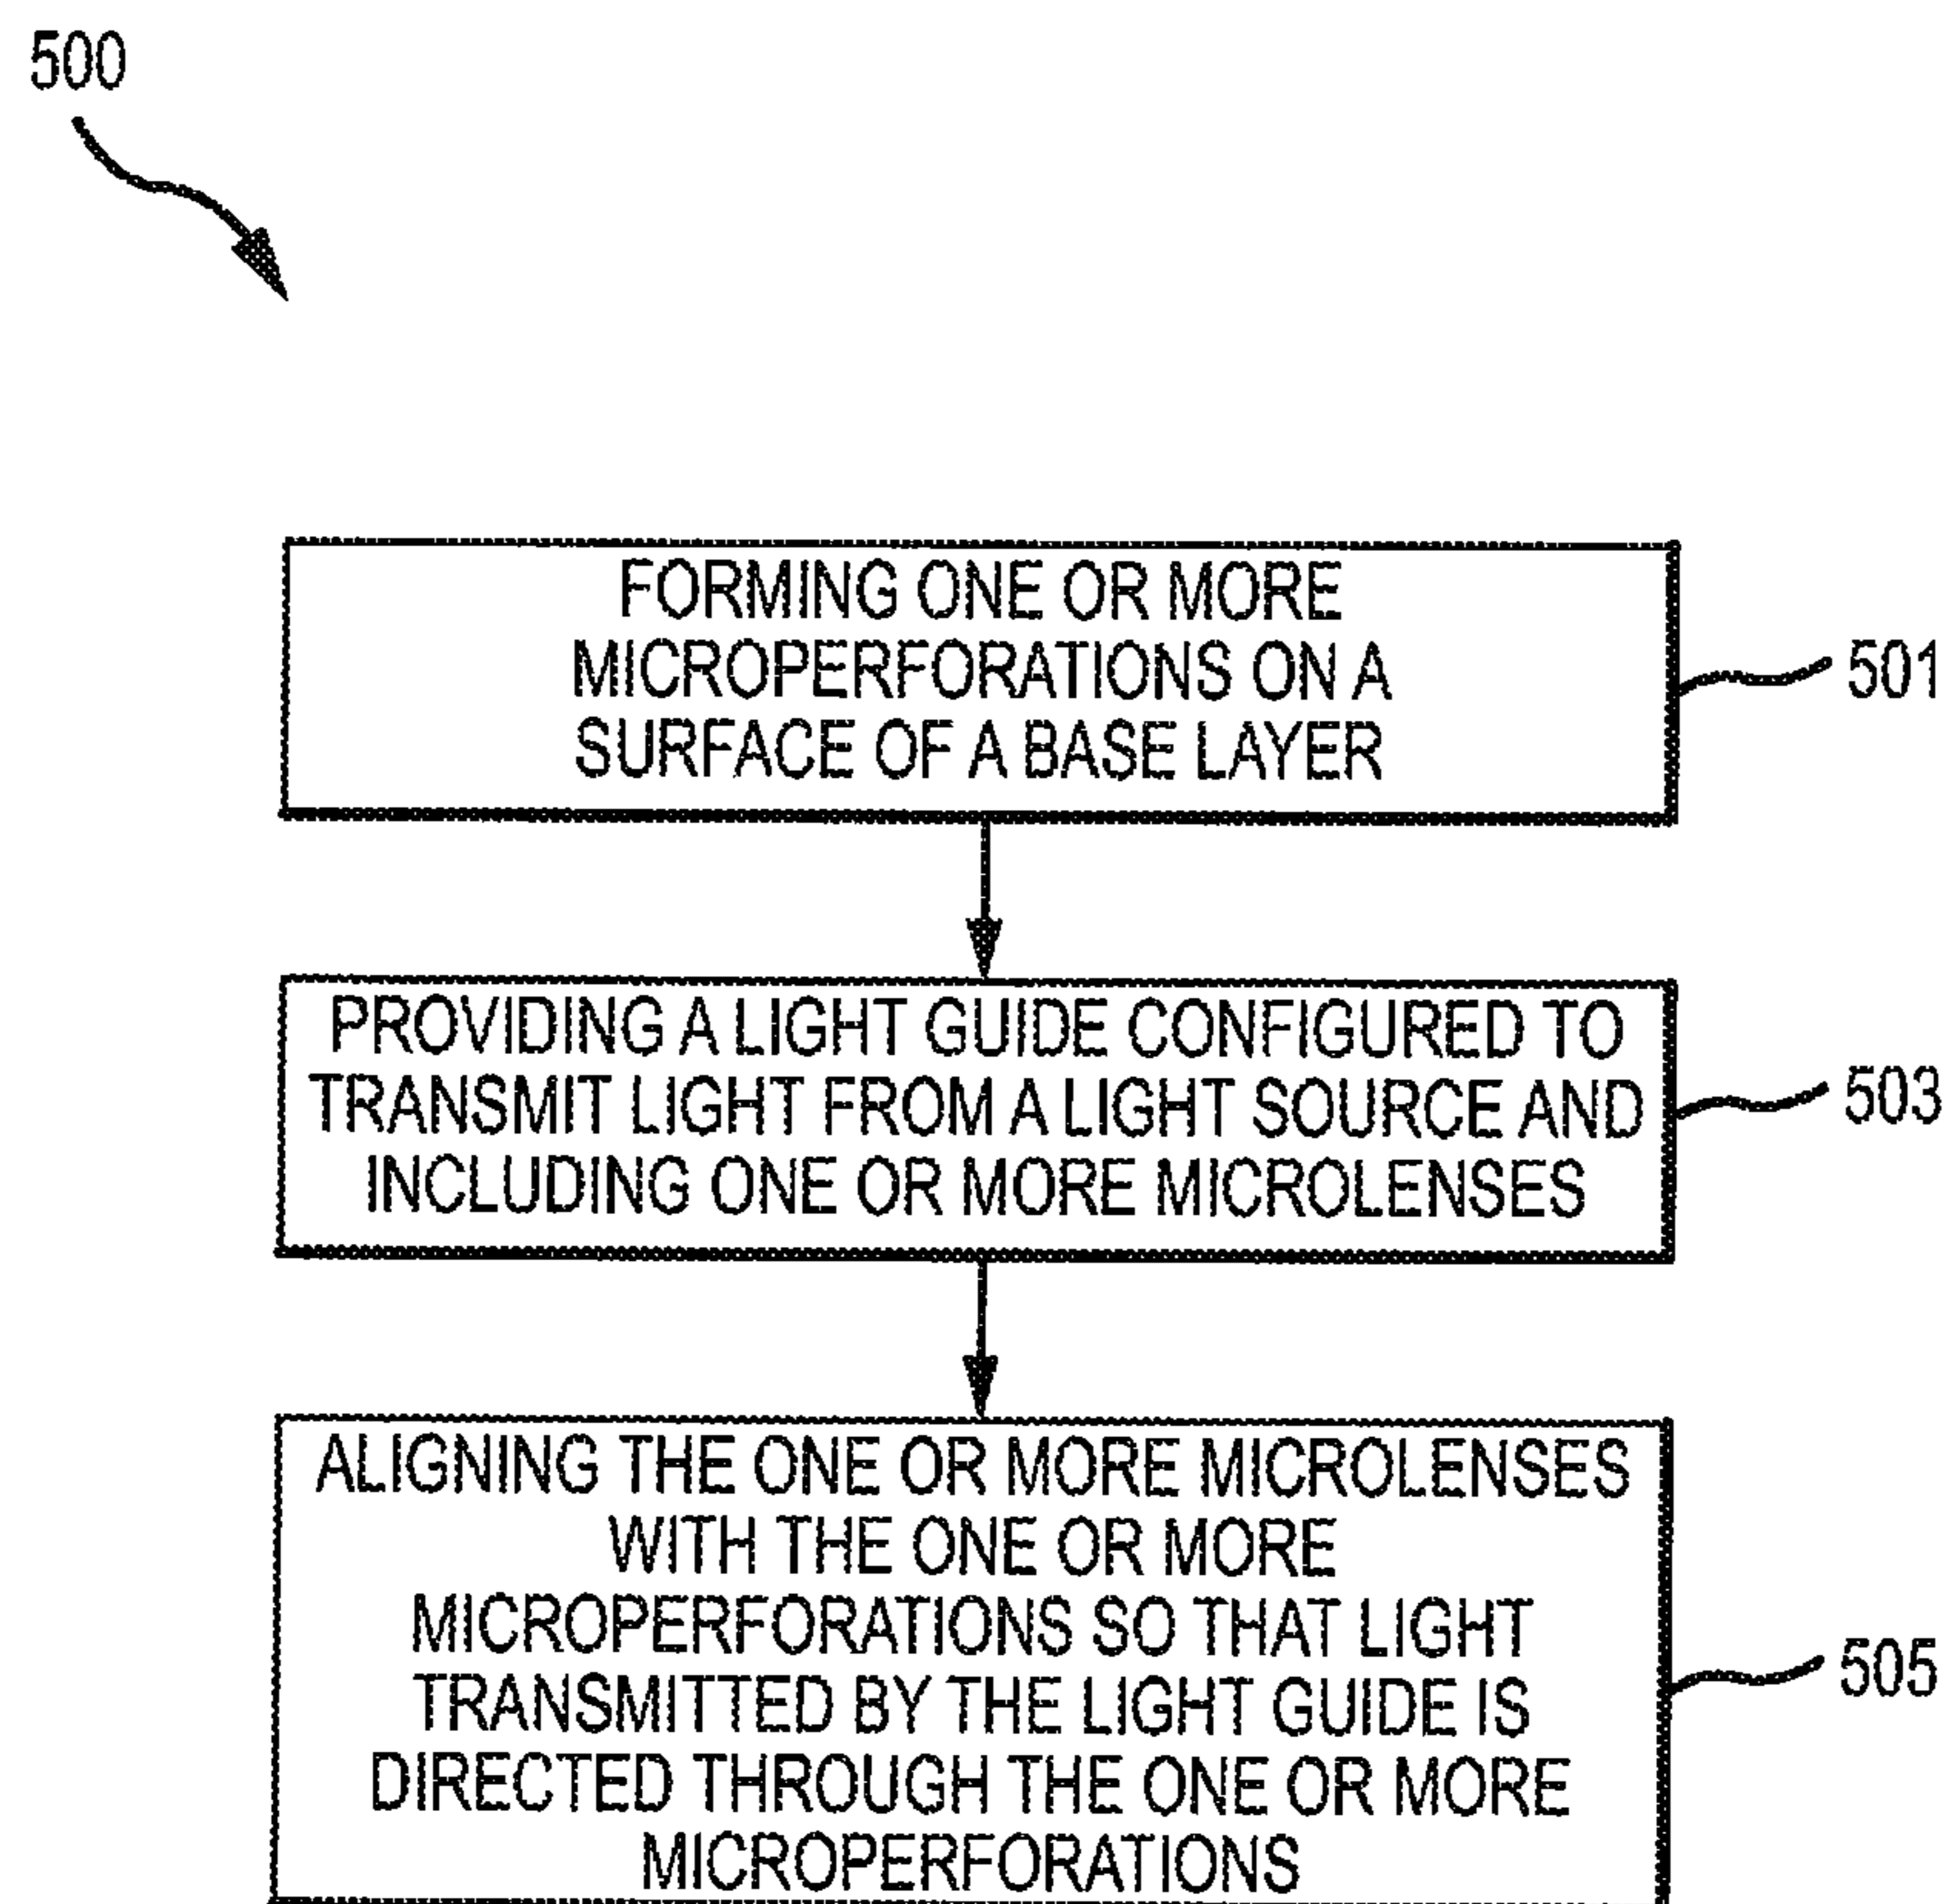 500
FORMING ONE OR MORE
MICROPERFORATIONS ON A
SURFACE OF A BASE LAYER
501
PROVIDING A LIGHT GUIDE CONFIGURED TO
TRANSMIT LIGHT FROM A LIGHT SOURCE AND
INCLUDING ONE OR MORE MICROLENSES
503
ALIGNING THE ONE OR MORE MICROLENSES
WITH THE ONE OR MORE
MICROPERFORATIONS SO THAT LIGHT
TRANSMITTED BY THE LIGHT GUIDE IS
DIRECTED THROUGH THE ONE OR MORE
MICROPERFORATIONS
505